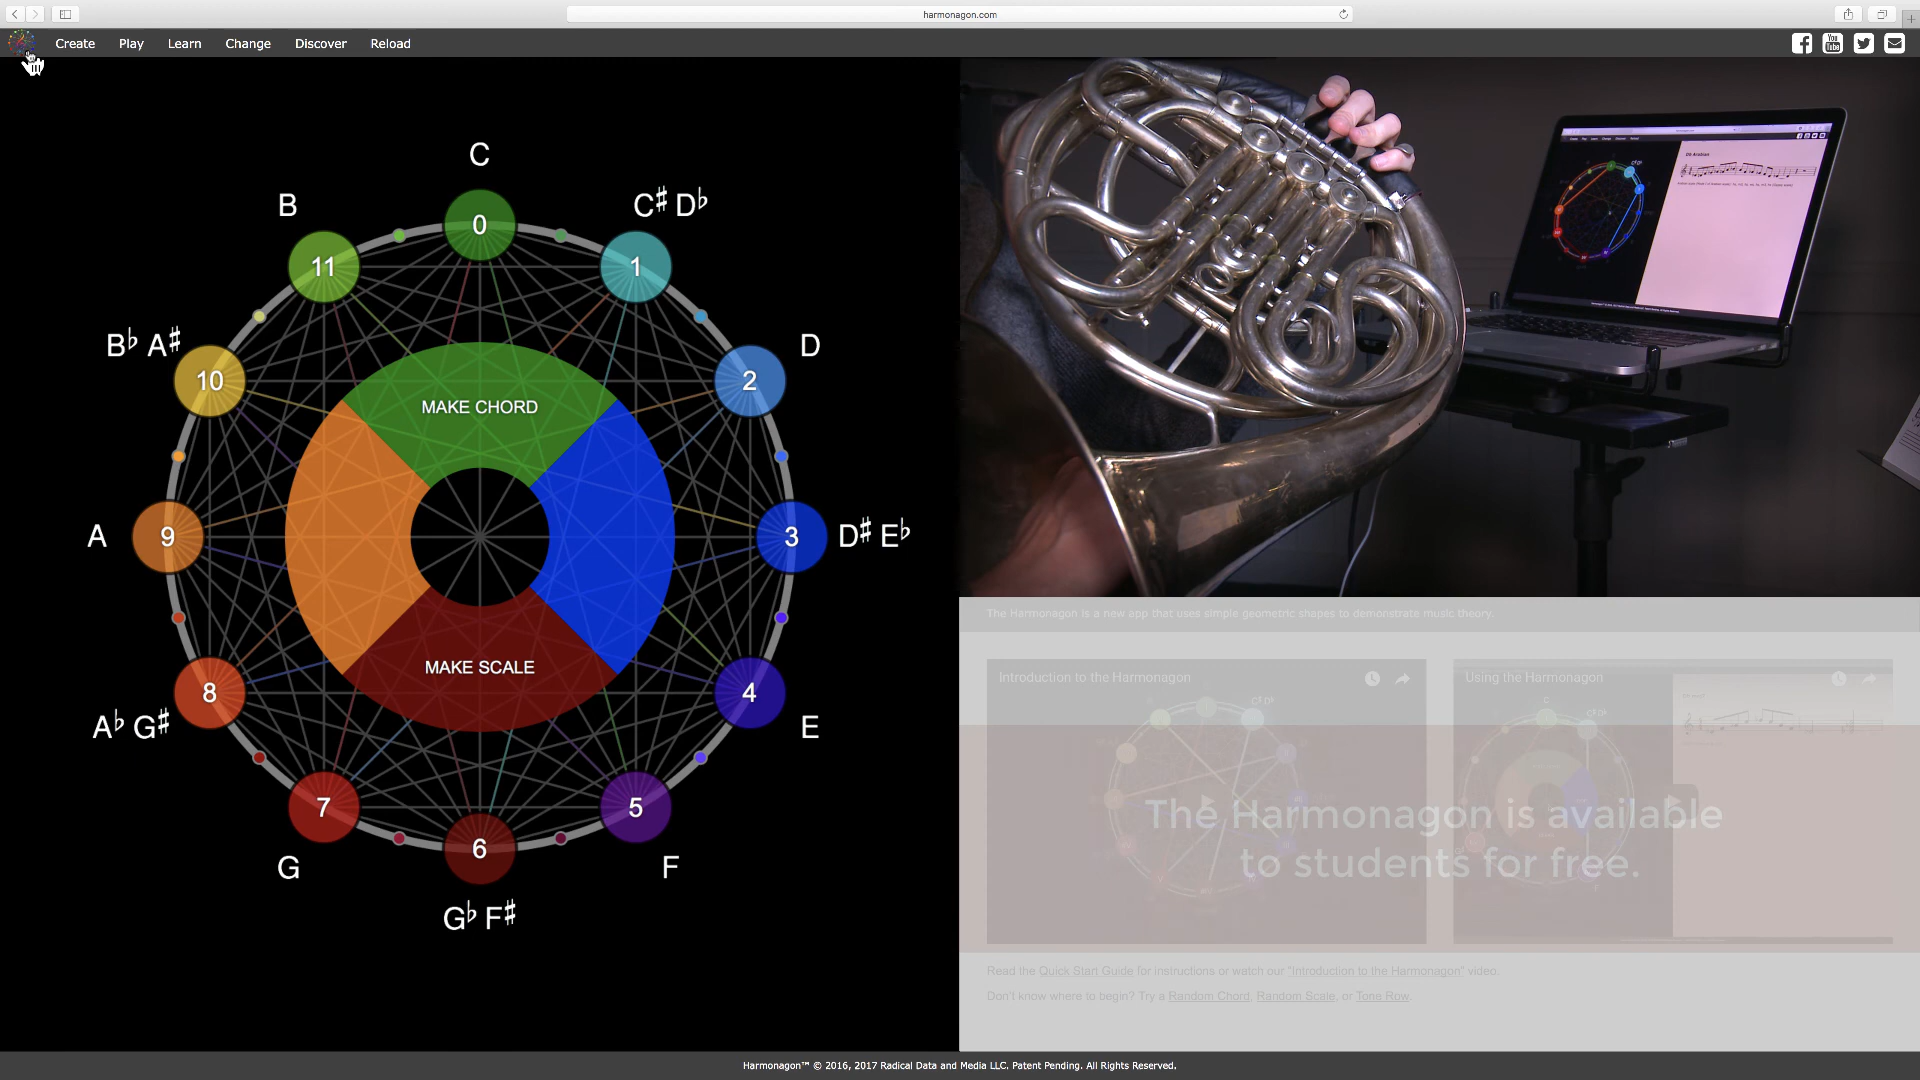 harmonagon.com
Create Play Learn Change Discover Reload
C
B
C♯ D♭
0
11
1
B♭ A♯
D
10
2
MAKE CHORD
A
9
3
D♯ E♭
MAKE SCALE
8
4
A♭ G♯
E
7
5
6
G
F
G♭ F♯
The Harmonagon is a new app that uses simple geometric shapes to demonstrate music theory.
Introduction to the Harmonagon
Using the Harmonagon
The Harmonagon is available
to students for free.
Read the Quick Start Guide for instructions or watch our "Introduction to the Harmonagon" video.
Don't know where to begin? Try a Random Chord, Random Scale, or Tone Row.
Harmonagon™ © 2016, 2017 Radical Data and Media LLC. Patent Pending. All Rights Reserved.